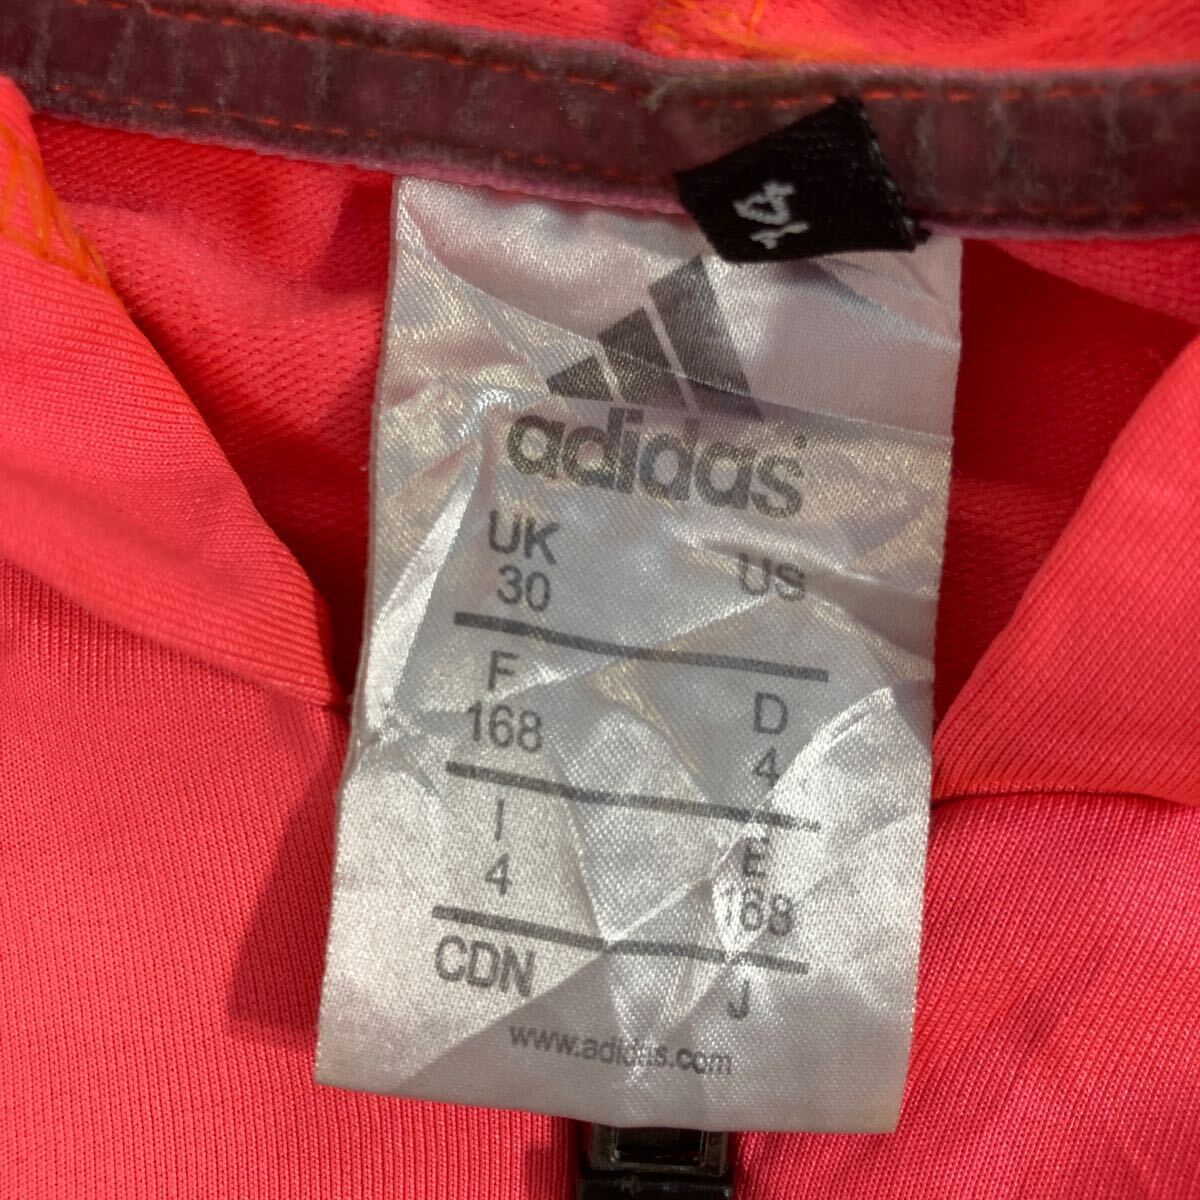 14
adidas
UK US
30
F D
168 4
I E
4 168
CDN J
www.adidas.com